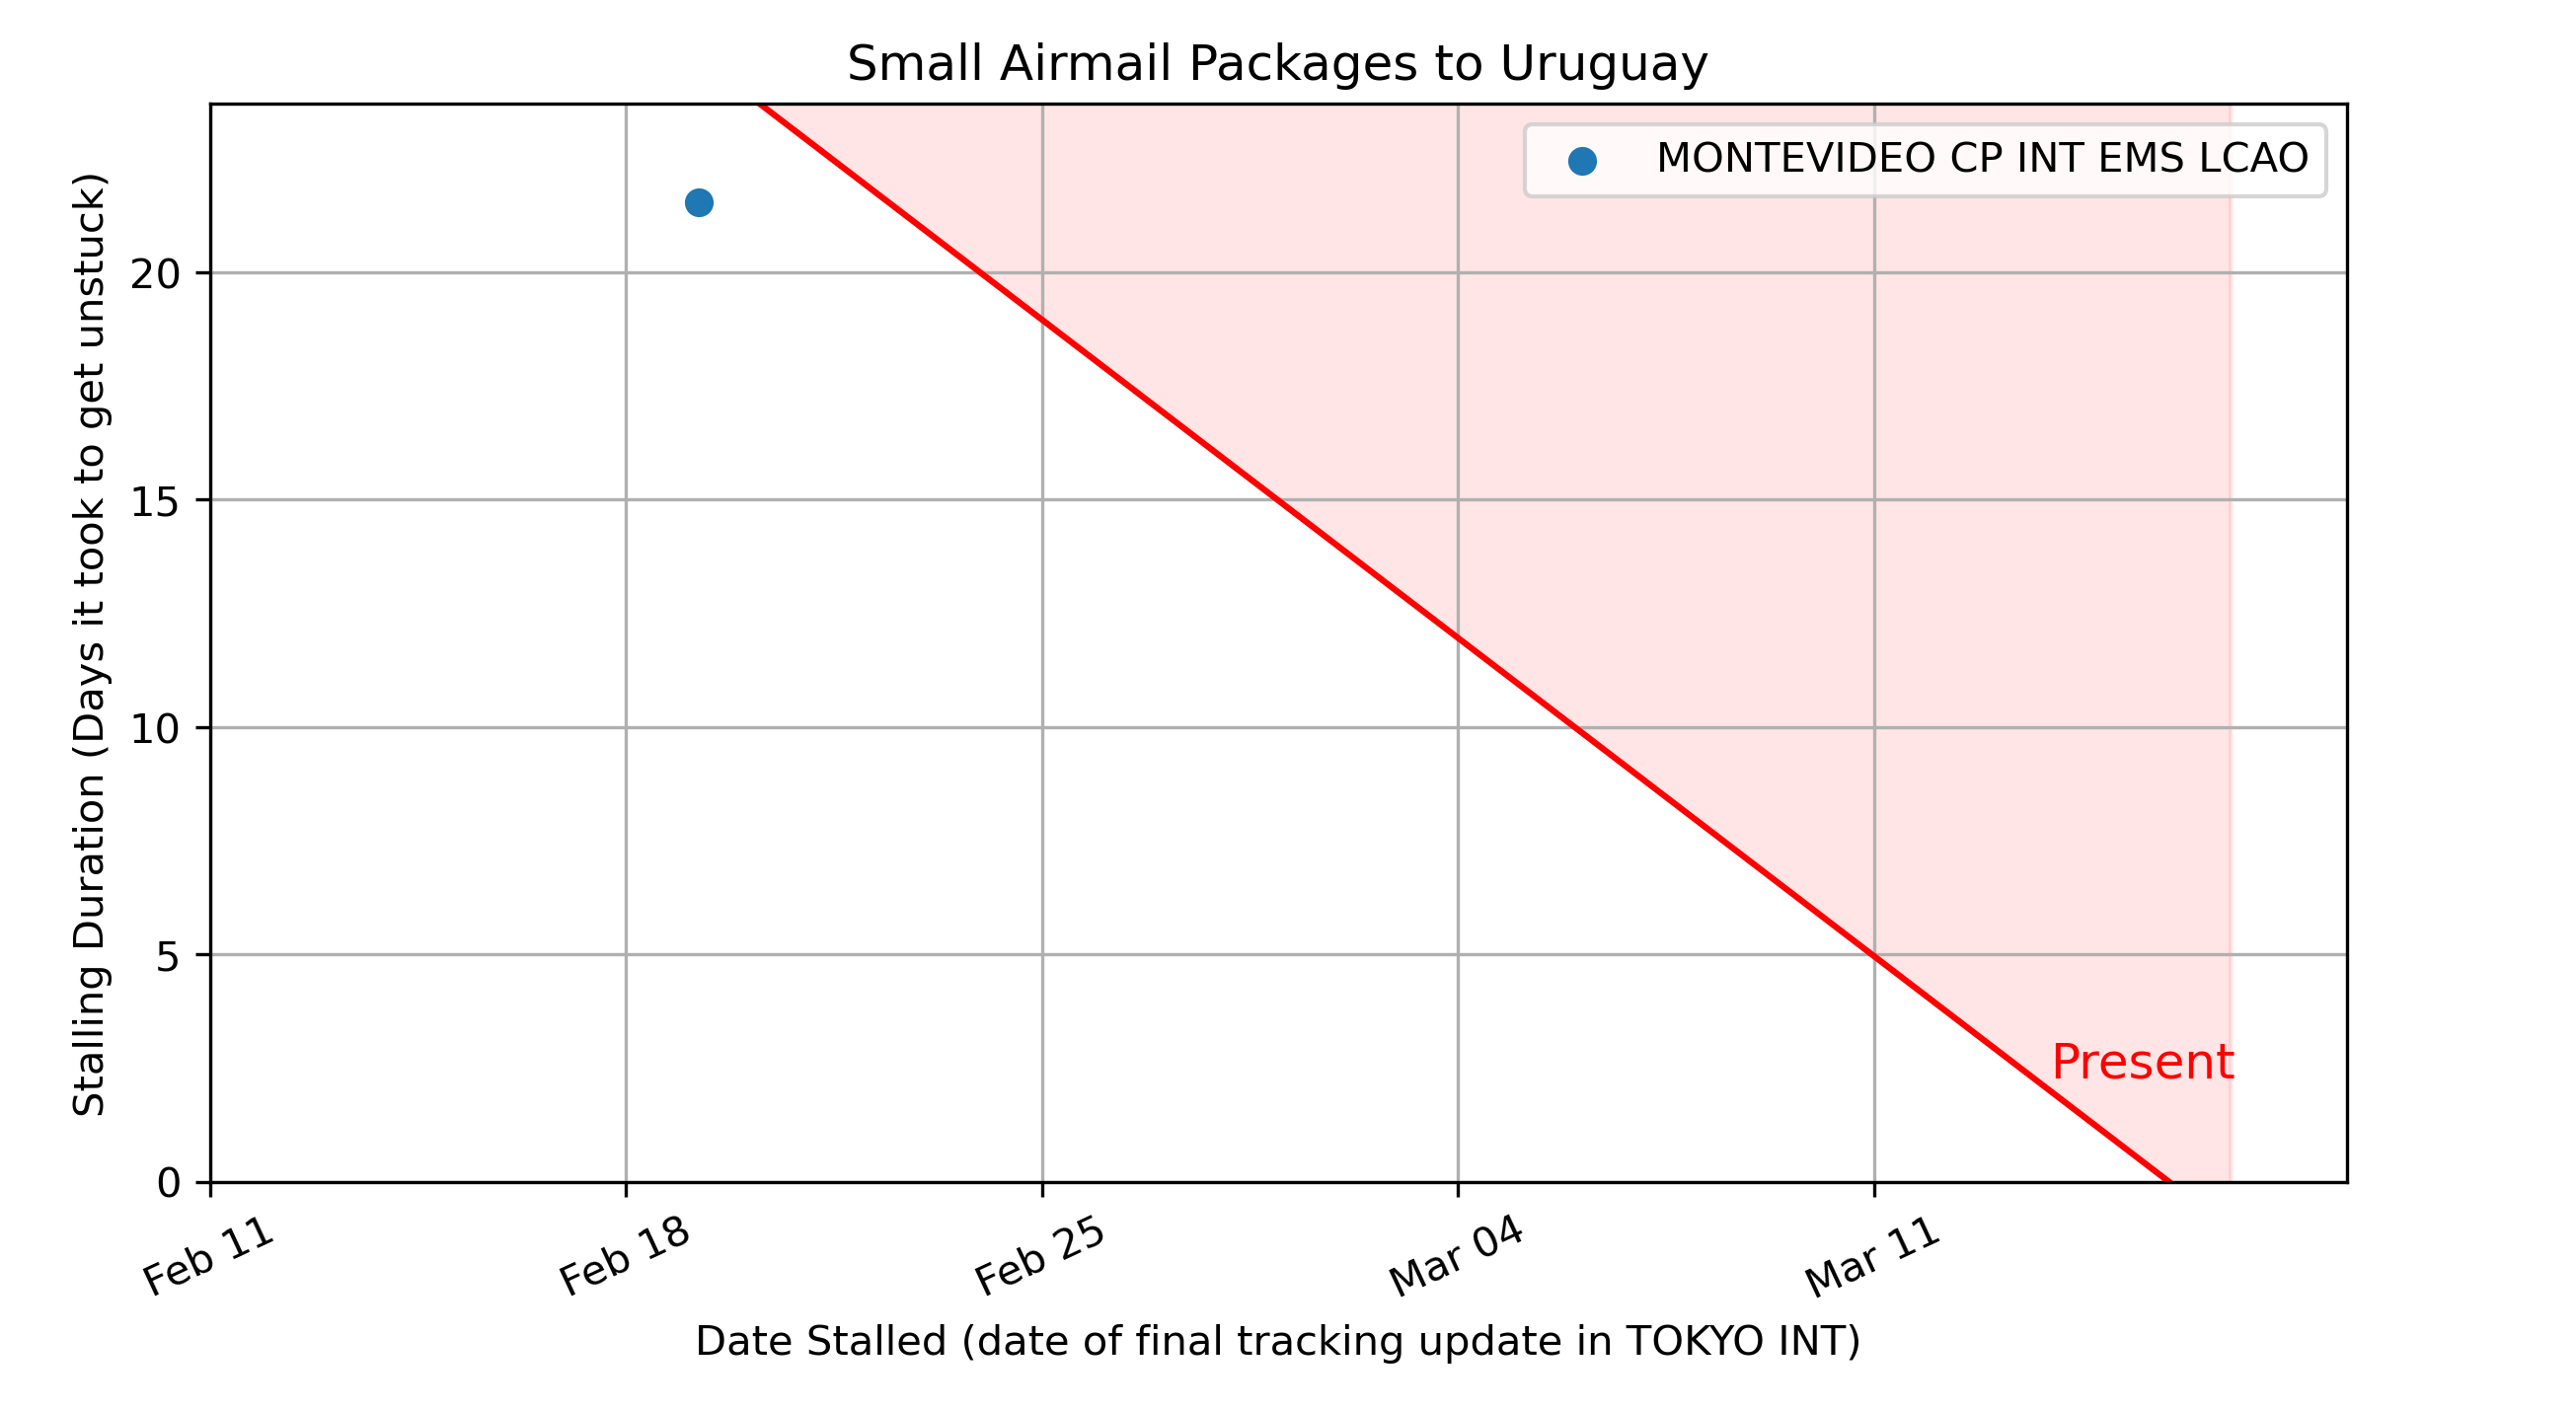 Small Airmail Packages to Uruguay
MONTEVIDEO CP INT EMS LCAO
Stalling Duration (Days it took to get unstuck)
20
15
10
5
0
Present
Feb 11
Feb 18
Feb 25
Mar 04
Mar 11
Date Stalled (date of final tracking update in TOKYO INT)